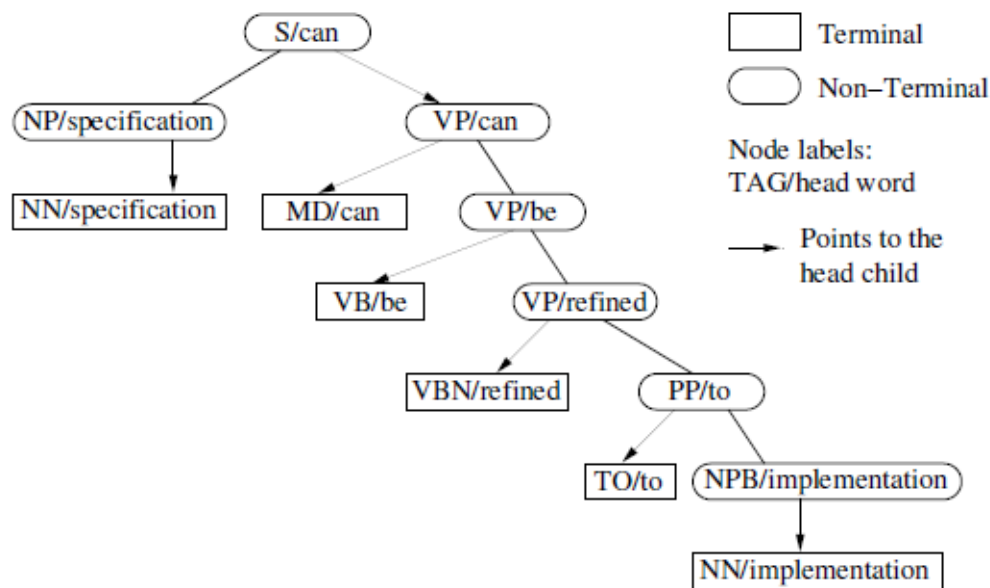 S/can
Terminal
Non–Terminal
NP/specification
VP/can
Node labels:
TAG/head word
NN/specification
MD/can
VP/be
Points to the
head child
VB/be
VP/refined
VBN/refined
PP/to
TO/to
NPB/implementation
NN/implementation